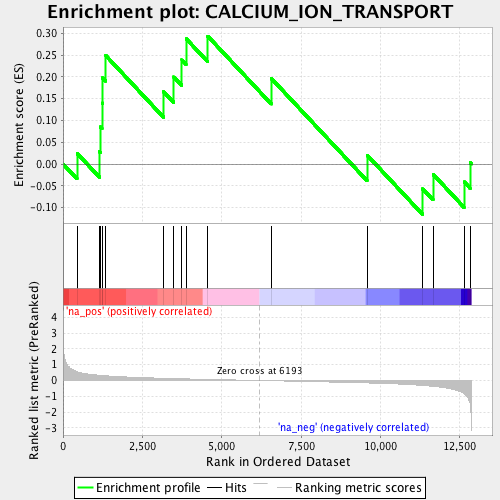 Enrichment plot: CALCIUM_ION_TRANSPORT
Enrichment score (ES)
0.30
0.25
0.20
0.15
0.10
0.05
0.00
-0.05
-0.10
'na_pos' (positively correlated)
Ranked list metric (PreRanked)
4
3
2
1
0
-1
-2
-3
Zero cross at 6193
'na_neg' (negatively correlated)
0 2,500 5,000 7,500 10,000 12,500
Rank in Ordered Dataset
Enrichment profile Hits Ranking metric scores